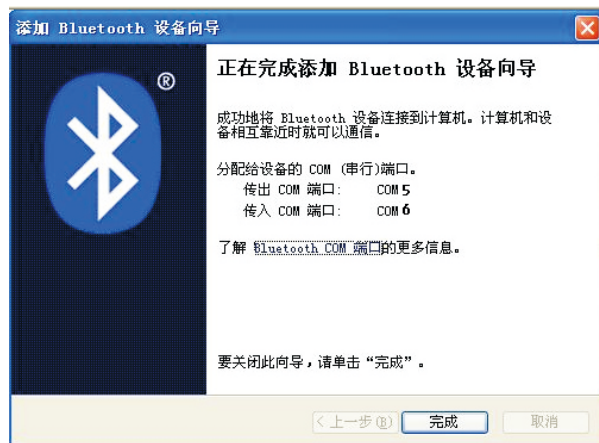 添加 Bluetooth 设备向导
®
正在完成添加 Bluetooth 设备向导
成功地将 Bluetooth 设备连接到计算机。计算机和设
备相互靠近时就可以通信。
分配给设备的 COM (串行)端口。
传出 COM 端口: COM 5
传入 COM 端口: COM 6
了解 Bluetooth COM 端口的更多信息。
要关闭此向导，请单击“完成”。
< 上一步(B) 完成 取消